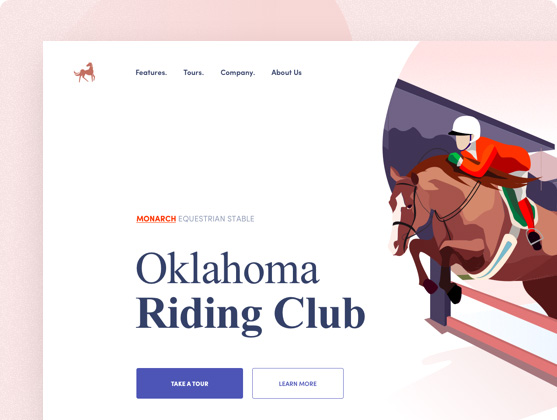 Features. Tours. Company. About Us
MONARCH EQUESTRIAN STABLE
Oklahoma
Riding Club
TAKE A TOUR LEARN MORE